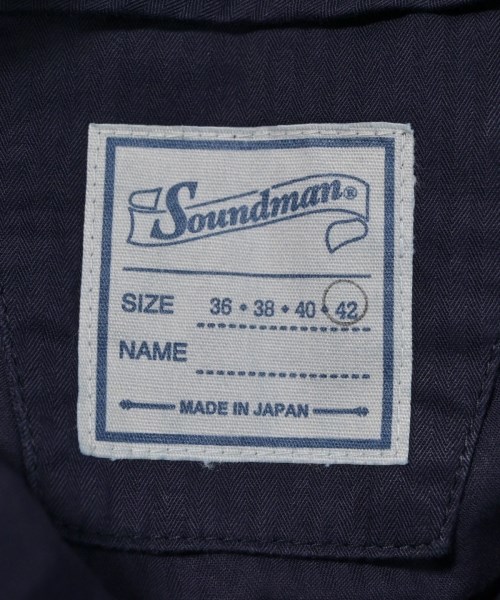 Soundman®
SIZE 36 • 38 • 40 • 42
NAME
MADE IN JAPAN